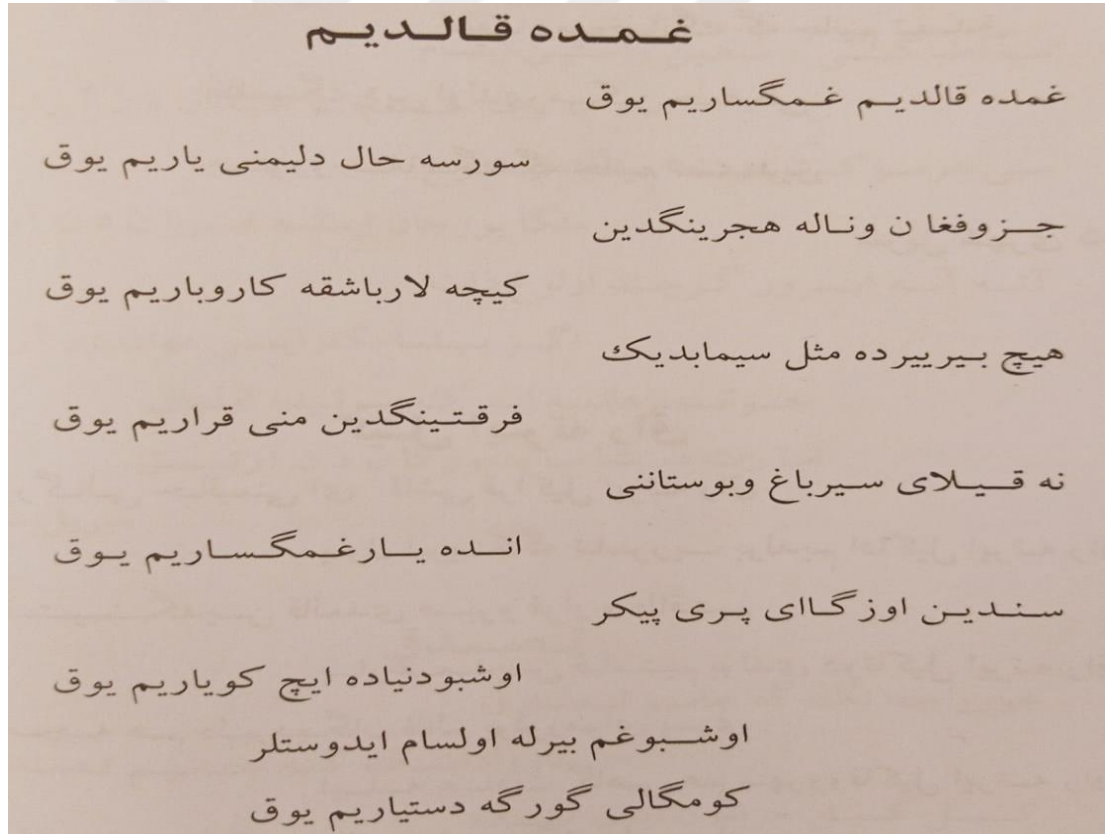 غمده قالدیم
غمده قالدیم غمگساریم یوق
سورسه حال دلیمنی یاریم یوق
جزوفغا ن وناله هجرینگدین
کیچه لارباشقه کاروباریم یوق
هیچ بیرییرده مثل سیمابدیک
فرقتینگدین منی قراریم یوق
نه قیلای سیرباغ وبوستاننی
انده یارغمگساریم یوق
سندین اوزگاای پری پیکر
اوشبودنیاده ایچ کویاریم یوق
اوشبوغم بیرله اولسام ایدوستلر
کومگالی گورگه دستیاریم یوق